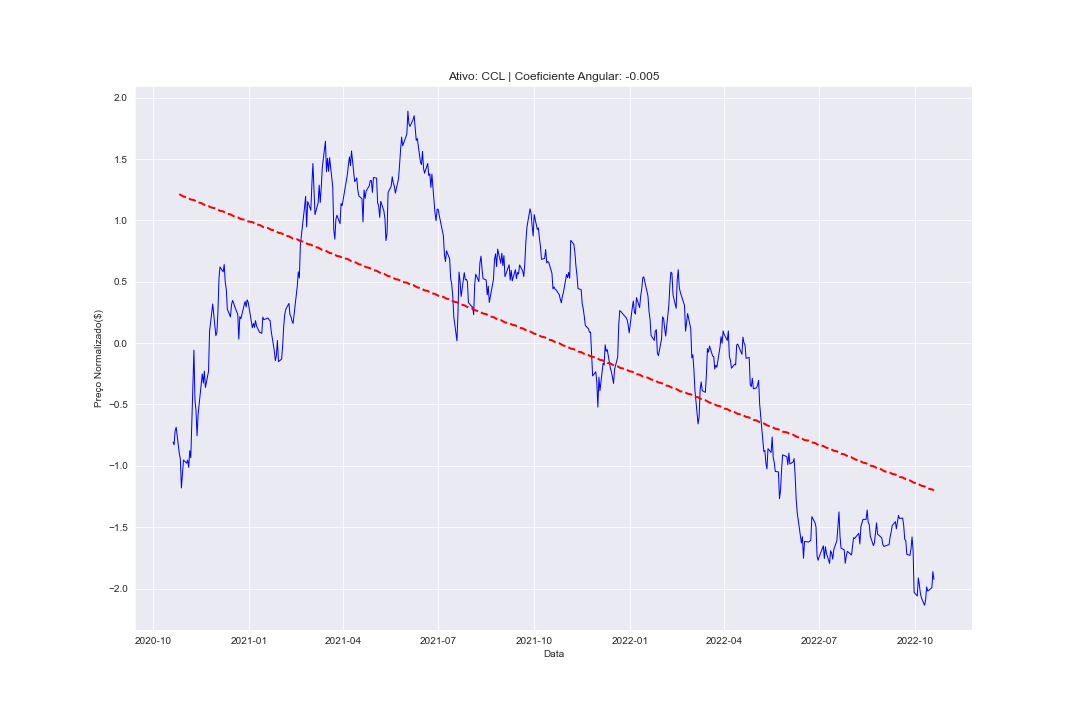 Ativo: CCL | Coeficiente Angular: -0.005
2.0
1.5
1.0
0.5
0.0
−0.5
−1.0
−1.5
−2.0
Preço Normalizado($)
2020-10 2021-01 2021-04 2021-07 2021-10 2022-01 2022-04 2022-07 2022-10
Data